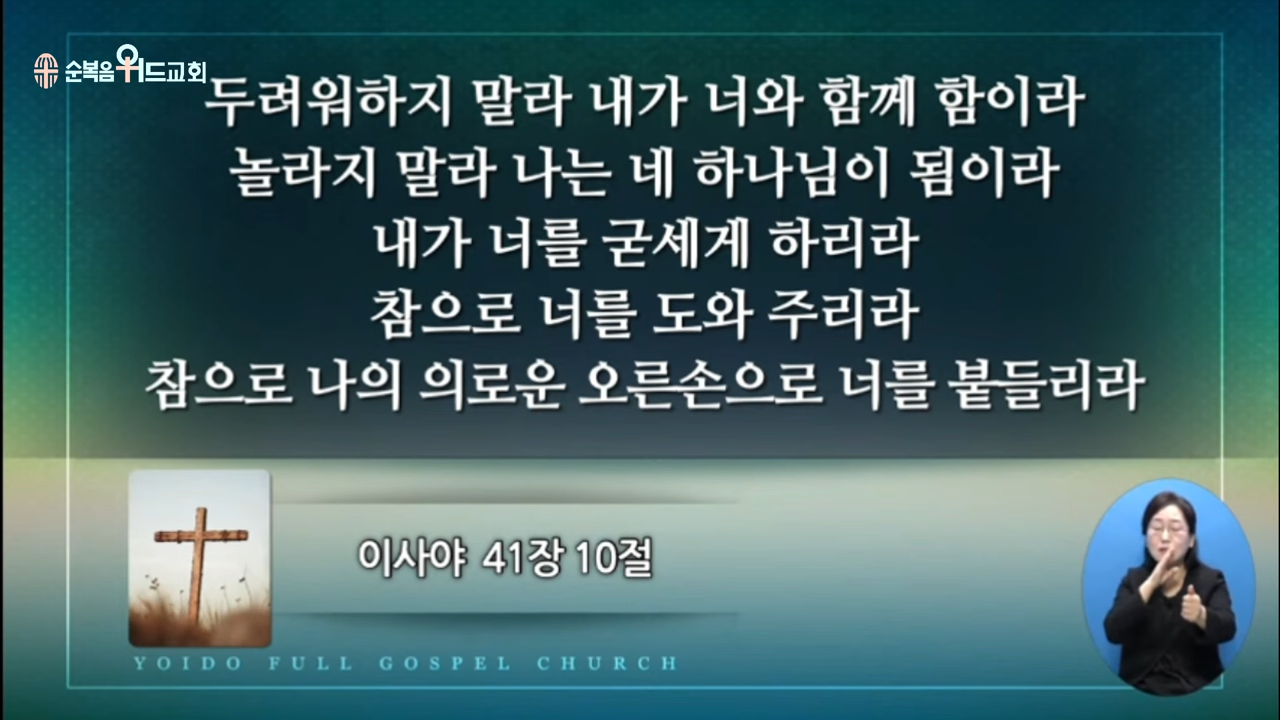 순복음위드교회
두려워하지 말라 내가 너와 함께 함이라
놀라지 말라 나는 네 하나님이 됨이라
내가 너를 굳세게 하리라
참으로 너를 도와 주리라
참으로 나의 의로운 오른손으로 너를 붙들리라
이사야 41장 10절
YOIDO FULL GOSPEL CHURCH